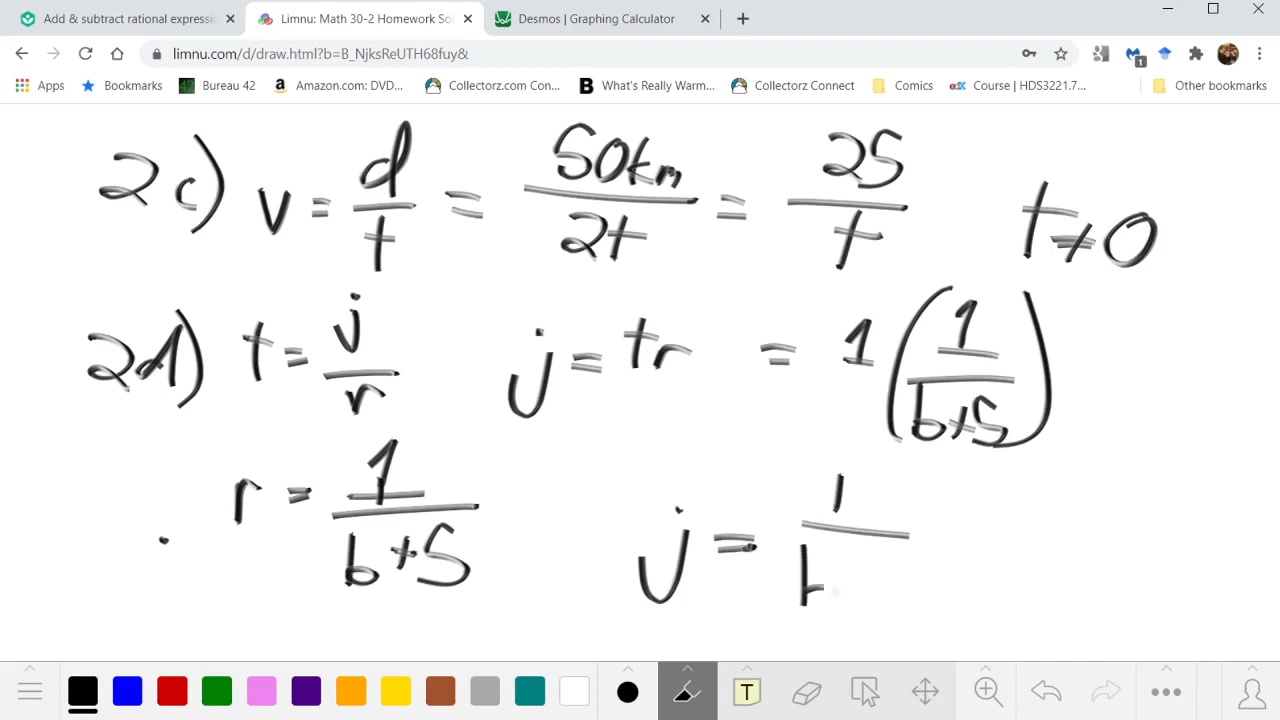 Add & subtract rational expressi
Limnu: Math 30-2 Homework Sol
Desmos | Graphing Calculator
limnu.com/d/draw.html?b=B_NjksReUTH68fuy&
Apps Bookmarks Bureau 42 Amazon.com: DVD... Collectorz.com Con... What's Really Warm... Collectorz Connect Comics Course | HDS3221.7... Other bookmarks
2c) v = d/t = 50km/2t = 25/t t≠0
2d) t = j/r j = tr = 1(1/(b+5))
r = 1/(b+5) j = 1/b
T